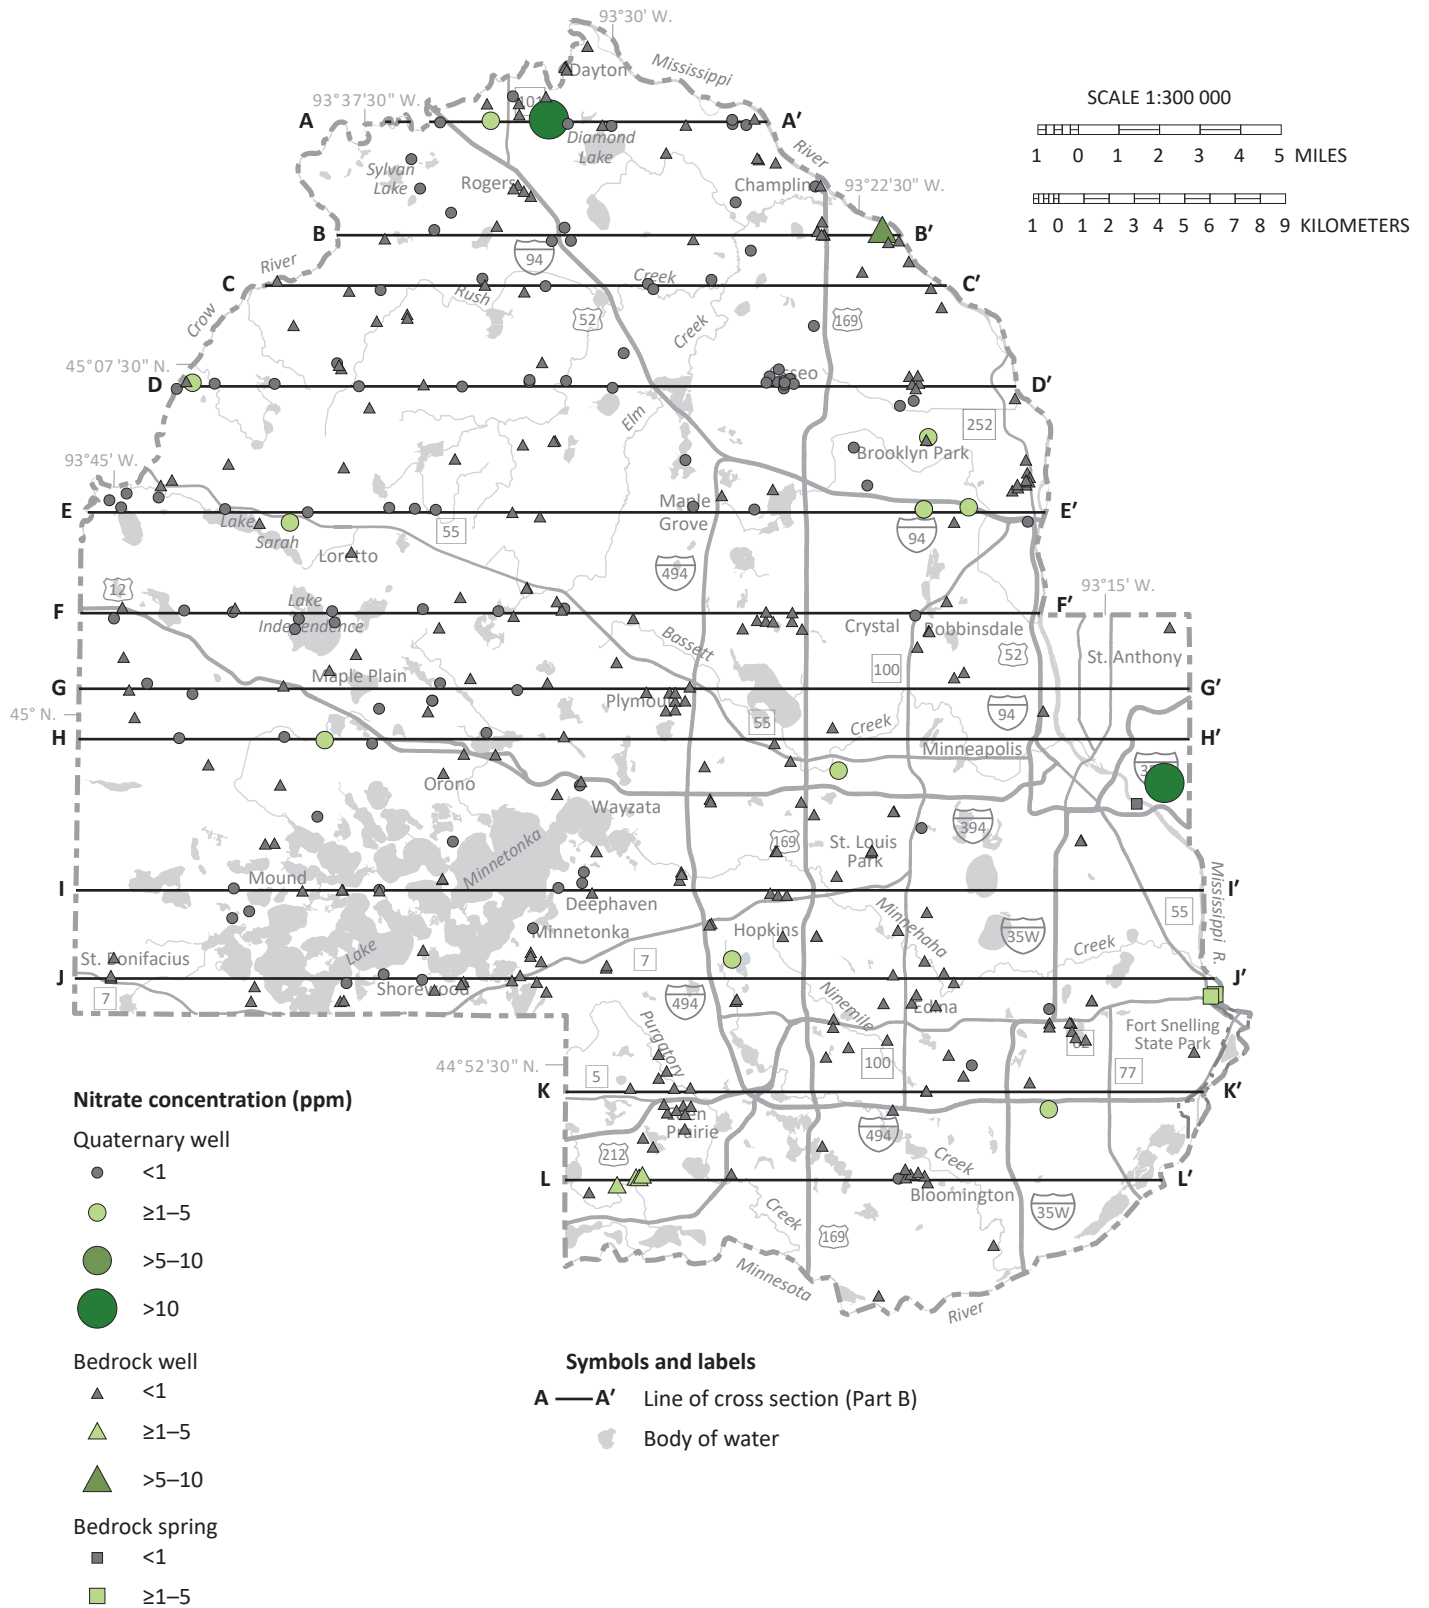 93°30' W.
Dayton
Mississippi
93°37'30" W.
101
SCALE 1:300 000
A
A′
Diamond
Lake
River
1 0 1 2 3 4 5 MILES
Sylvan
Lake
Rogers
Champlin
93°22'30" W.
1 0 1 2 3 4 5 6 7 8 9 KILOMETERS
B
B′
94
River
C
Creek
C′
Rush
Crow
52
Creek
169
45°07'30" N.
D
Osseo
D′
Elm
252
93°45' W.
Brooklyn Park
E
Maple
Grove
E′
Lake
Sarah
55
94
Loretto
494
12
93°15' W.
F
Lake
Independence
F′
Crystal
Robbinsdale
Bassett
52
St. Anthony
100
Maple Plain
G
G′
Plymouth
45° N.
55
Creek
94
H
H′
Minneapolis
Orono
Wayzata
394
169
St. Louis
Park
Minnetonka
Mound
I
I′
Deephaven
Mississippi R.
55
Minnetonka
Hopkins
Minnehaha
35W
Creek
St. Bonifacius
Lake
7
J
J′
Shorewood
7
494
Ninemile
Edina
Purgatory
62
Fort Snelling
State Park
44°52'30" N.
5
100
77
K
K′
Nitrate concentration (ppm)
Eden
Prairie
494
Quaternary well
212
Creek
<1
L
L′
Bloomington
≥1–5
Creek
35W
169
>5–10
Minnesota
River
>10
Bedrock well
Symbols and labels
<1
A A′ Line of cross section (Part B)
≥1–5
Body of water
>5–10
Bedrock spring
<1
≥1–5